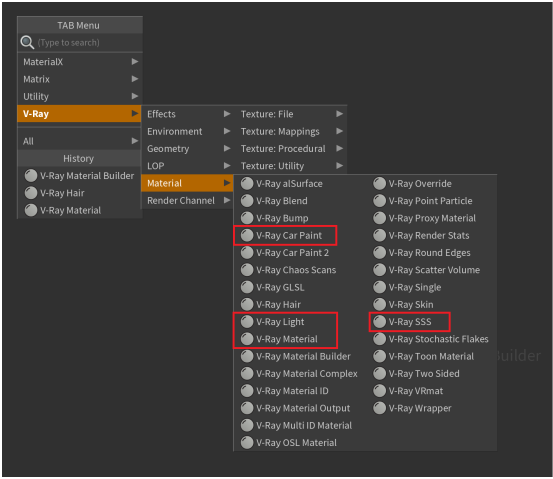 TAB Menu
(Type to search)
MaterialX
Matrix
Utility
V-Ray
All
History
V-Ray Material Builder
V-Ray Hair
V-Ray Material
Effects
Environment
Geometry
LOP
Material
Render Channel
Texture: File
Texture: Mappings
Texture: Procedural
Texture: Utility
V-Ray alSurface
V-Ray Blend
V-Ray Bump
V-Ray Car Paint
V-Ray Car Paint 2
V-Ray Chaos Scans
V-Ray GLSL
V-Ray Hair
V-Ray Light
V-Ray Material
V-Ray Material Builder
V-Ray Material Complex
V-Ray Material ID
V-Ray Material Output
V-Ray Multi ID Material
V-Ray OSL Material
V-Ray Override
V-Ray Point Particle
V-Ray Proxy Material
V-Ray Render Stats
V-Ray Round Edges
V-Ray Scatter Volume
V-Ray Single
V-Ray Skin
V-Ray SSS
V-Ray Stochastic Flakes
V-Ray Toon Material
V-Ray Two Sided
V-Ray VRmat
V-Ray Wrapper
Builder